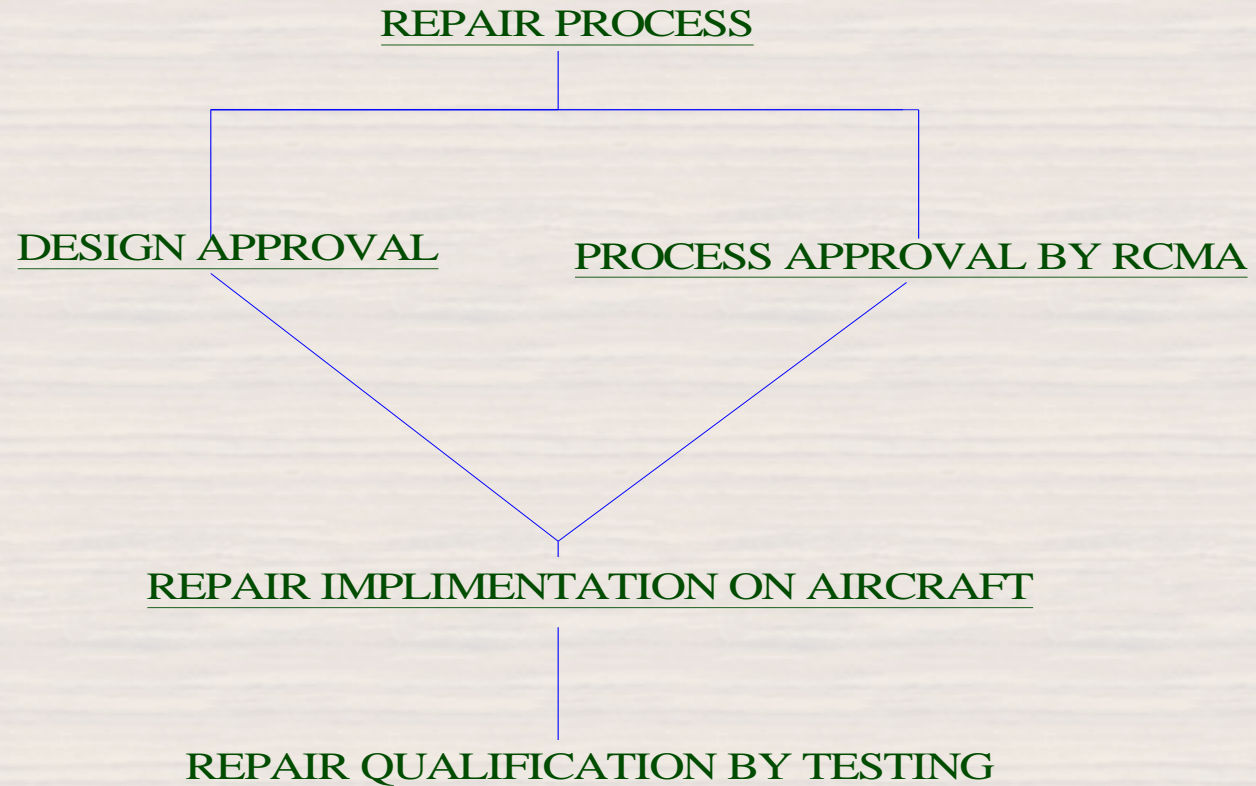 REPAIR PROCESS
DESIGN APPROVAL
PROCESS APPROVAL BY RCMA
REPAIR IMPLIMENTATION ON AIRCRAFT
REPAIR QUALIFICATION BY TESTING